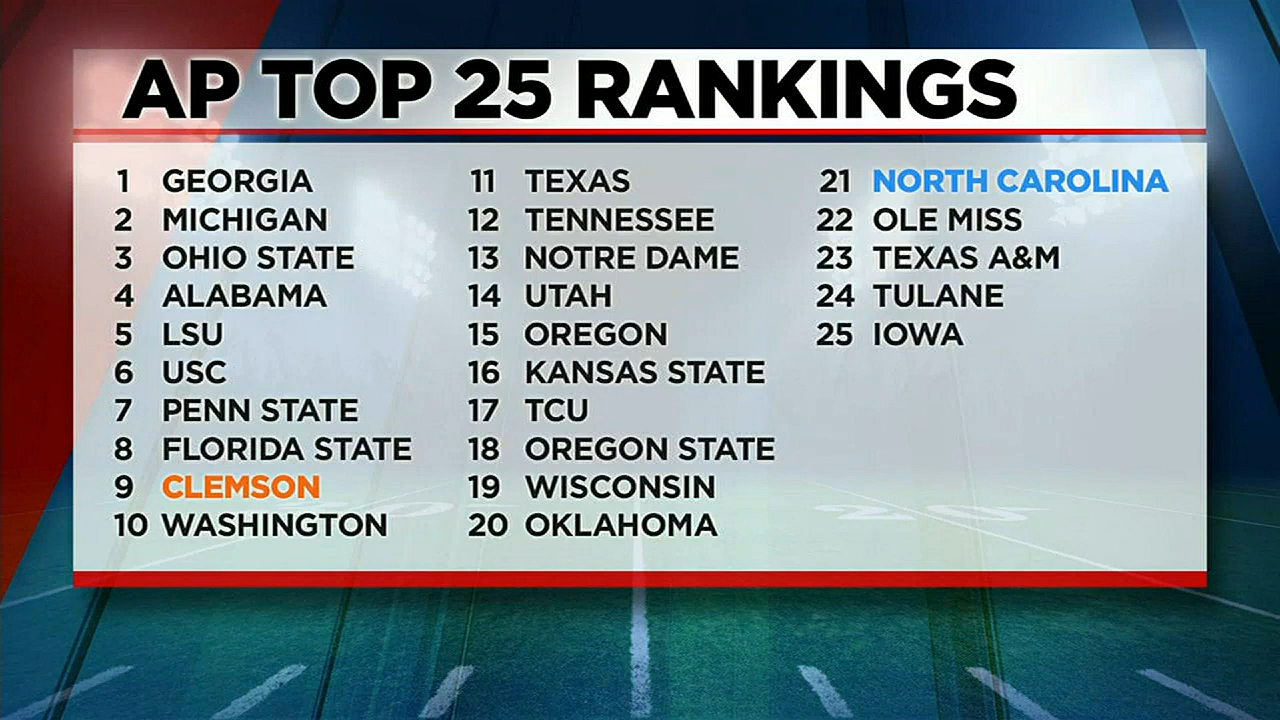 AP TOP 25 RANKINGS
1 GEORGIA
2 MICHIGAN
3 OHIO STATE
4 ALABAMA
5 LSU
6 USC
7 PENN STATE
8 FLORIDA STATE
9 CLEMSON
10 WASHINGTON
11 TEXAS
12 TENNESSEE
13 NOTRE DAME
14 UTAH
15 OREGON
16 KANSAS STATE
17 TCU
18 OREGON STATE
19 WISCONSIN
20 OKLAHOMA
21 NORTH CAROLINA
22 OLE MISS
23 TEXAS A&M
24 TULANE
25 IOWA